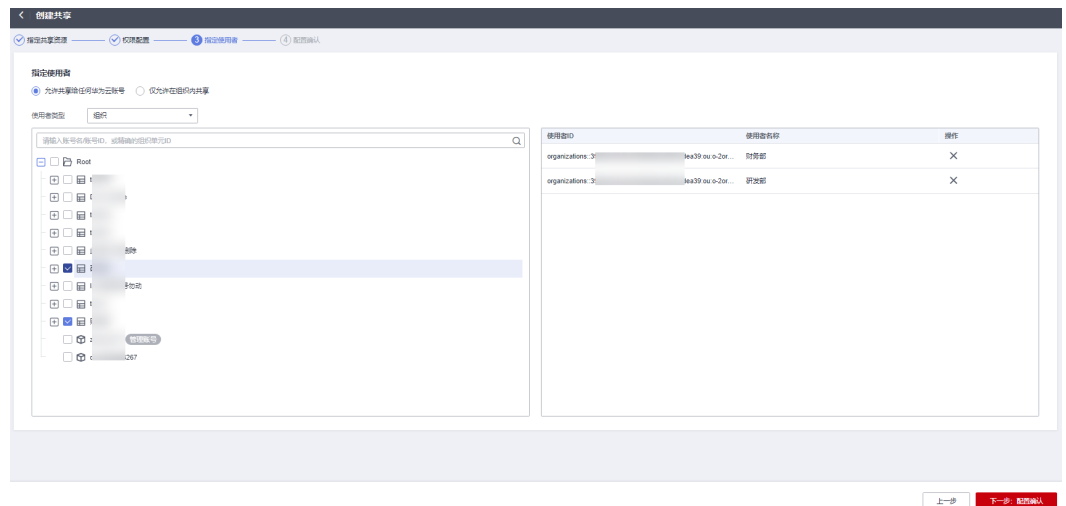 创建共享
指定共享资源 权限配置 3 指定使用者 4 配置确认
指定使用者
允许共享给任何华为云账号 仅允许在组织内共享
使用者类型 组织
请输入账号名/账号ID、或精确的组织单元ID
Root
删除
号勿动
管理账号
267
使用者ID 使用者名称 操作
organizations::3 lea39:ou:o-2or... 财务部
organizations::3 lea39:ou:o-2or... 研发部
上一步 下一步:配置确认